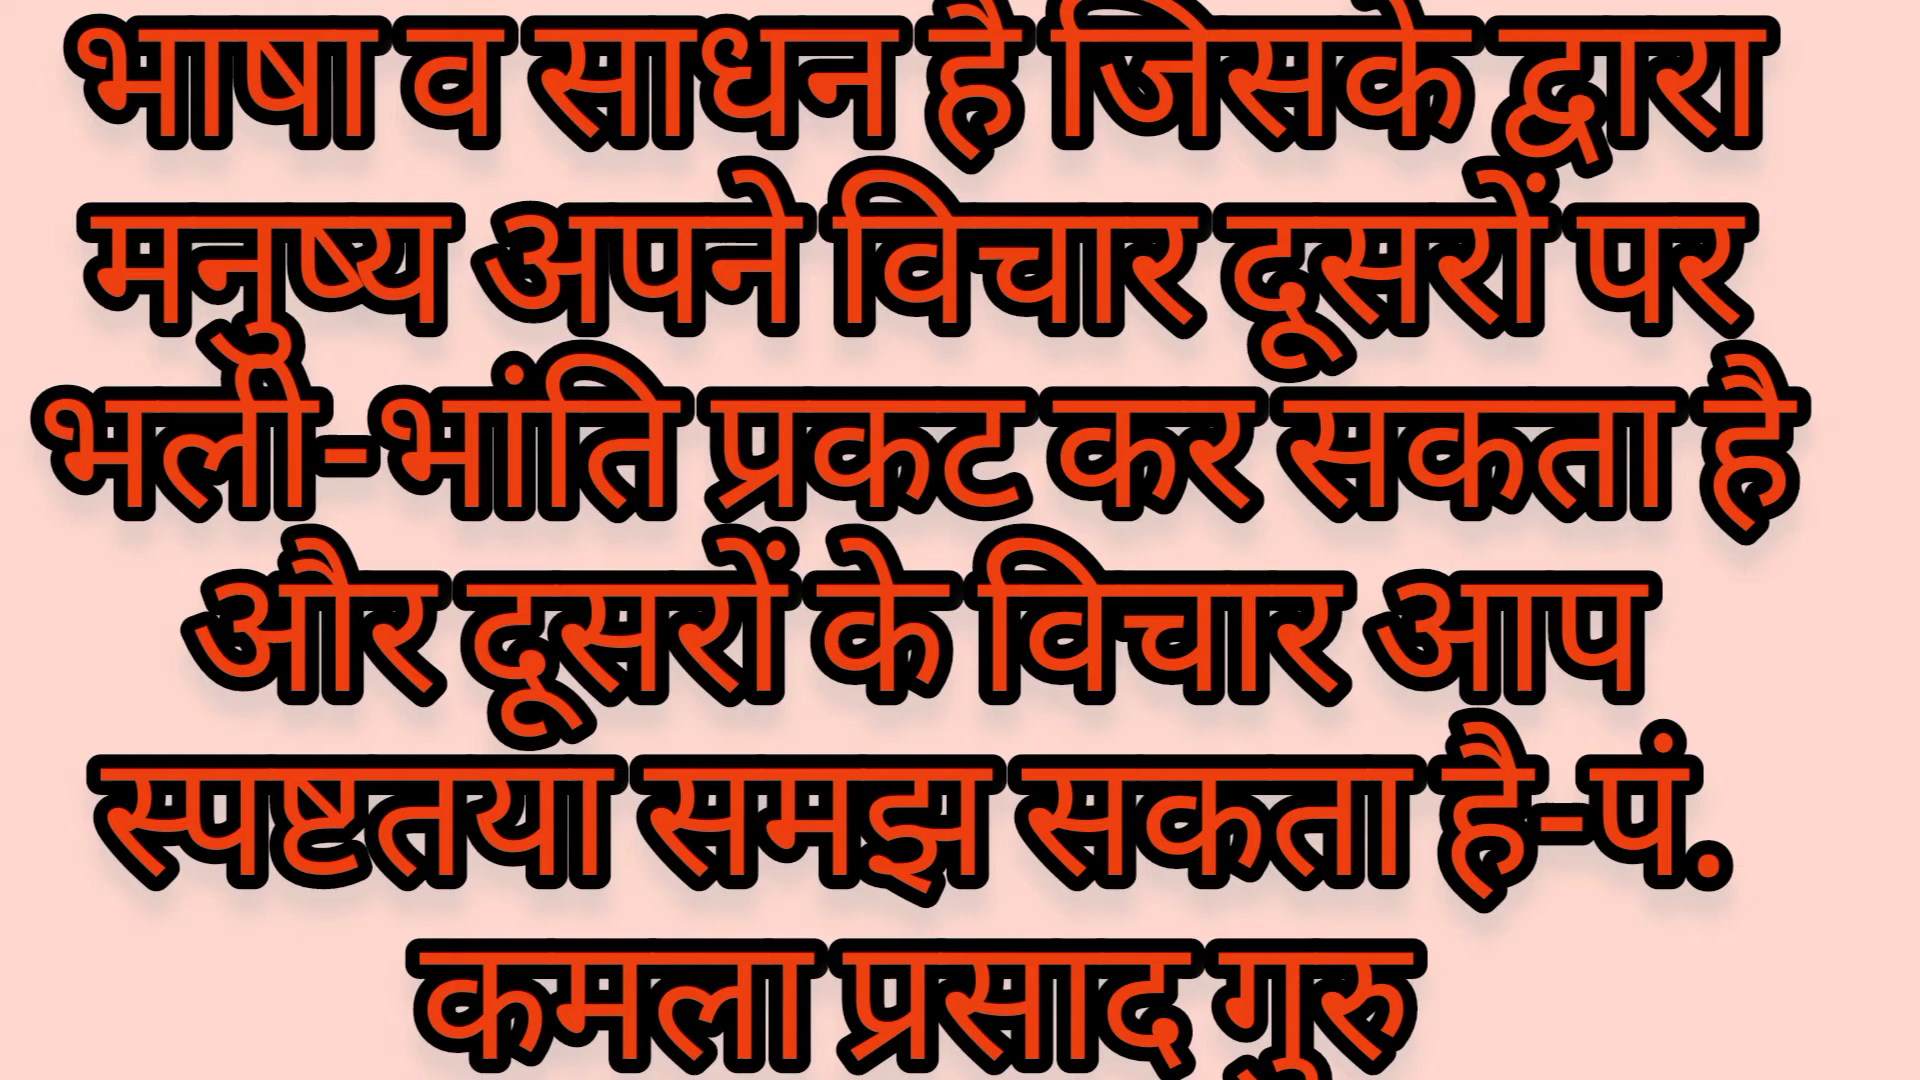 भाषा व साधन है जिसके द्वारा
मनुष्य अपने विचार दूसरों पर
भली-भांति प्रकट कर सकता है
और दूसरों के विचार आप
स्पष्टतया समझ सकता है-पं.
कमला प्रसाद गुरु